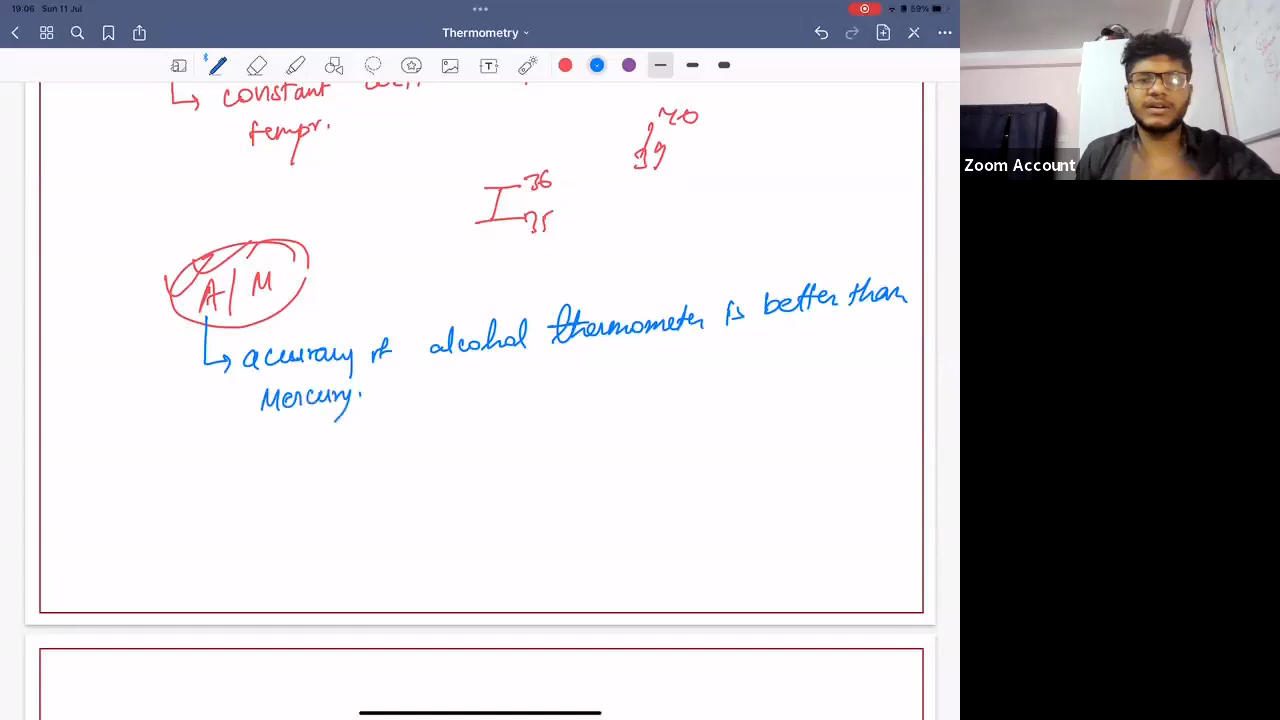 19:06 Sun 11 Jul
59%
Thermometry
T
constant
tempr.
40
39
36
35
A/M
accuracy of alcohol thermometer is better than
Mercury.
Zoom Account